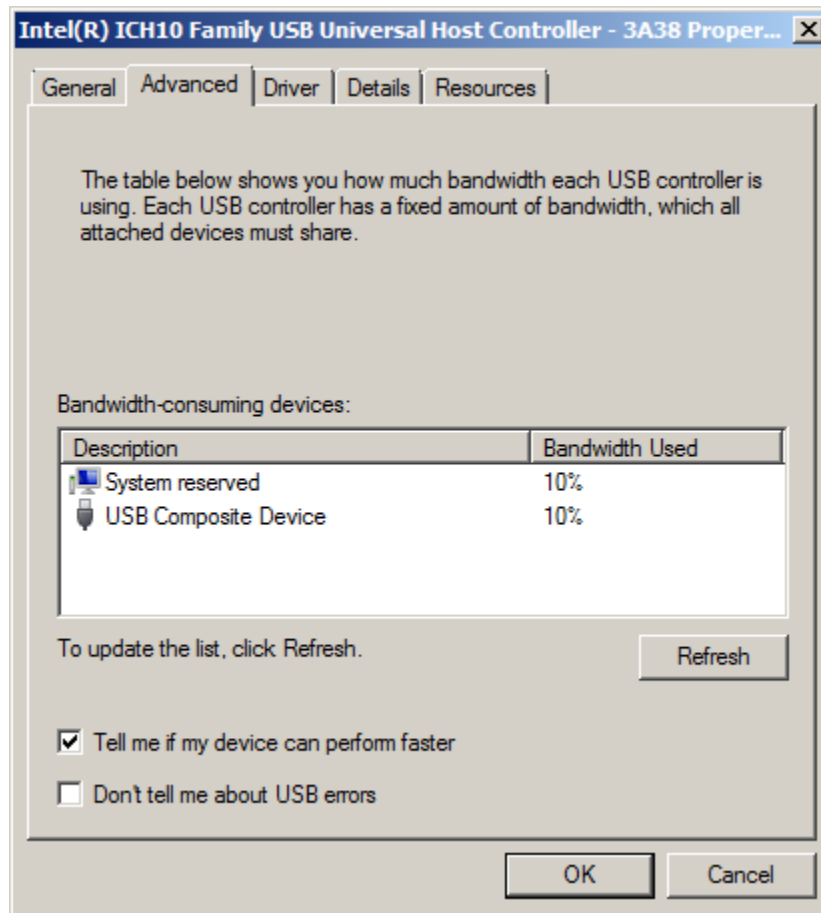 Intel(R) ICH10 Family USB Universal Host Controller - 3A38 Proper...
General Advanced Driver Details Resources
The table below shows you how much bandwidth each USB controller is
using. Each USB controller has a fixed amount of bandwidth, which all
attached devices must share.
Bandwidth-consuming devices:
Description Bandwidth Used
System reserved 10%
USB Composite Device 10%
To update the list, click Refresh.
Refresh
Tell me if my device can perform faster
Don't tell me about USB errors
OK Cancel